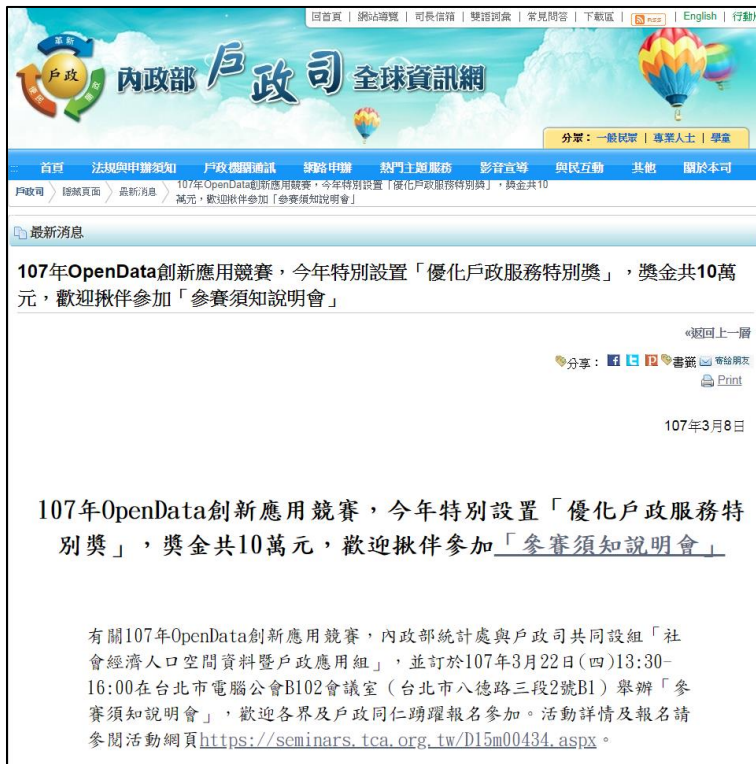 回首頁 | 網站導覽 | 司長信箱 | 雙語詞彙 | 常見問答 | 下載區 | RSS | English | 行動
革新
戶政
便民
內政部 戶政司 全球資訊網
分眾：一般民眾 | 專業人士 | 學童
首頁 法規與申辦須知 戶政機關通訊 網路申辦 熱門主題服務 影音宣導 與民互動 其他 關於本司
戶政司 〉 隱藏頁面 〉 最新消息 〉 107年OpenData創新應用競賽，今年特別設置「優化戶政服務特別獎」，獎金共10
萬元，歡迎揪伴參加「參賽須知說明會」
最新消息
107年OpenData創新應用競賽，今年特別設置「優化戶政服務特別獎」，獎金共10萬
元，歡迎揪伴參加「參賽須知說明會」
«返回上一層
分享： 書籤 寄給朋友
Print
107年3月8日
107年OpenData創新應用競賽，今年特別設置「優化戶政服務特
別獎」，獎金共10萬元，歡迎揪伴參加「參賽須知說明會」
有關107年OpenData創新應用競賽，內政部統計處與戶政司共同設組「社
會經濟人口空間資料暨戶政應用組」，並訂於107年3月22日(四)13:30-
16:00在台北市電腦公會B102會議室（台北市八德路三段2號B1）舉辦「參
賽須知說明會」，歡迎各界及戶政同仁踴躍報名參加。活動詳情及報名請
參閱活動網頁https://seminars.tca.org.tw/D15m00434.aspx。